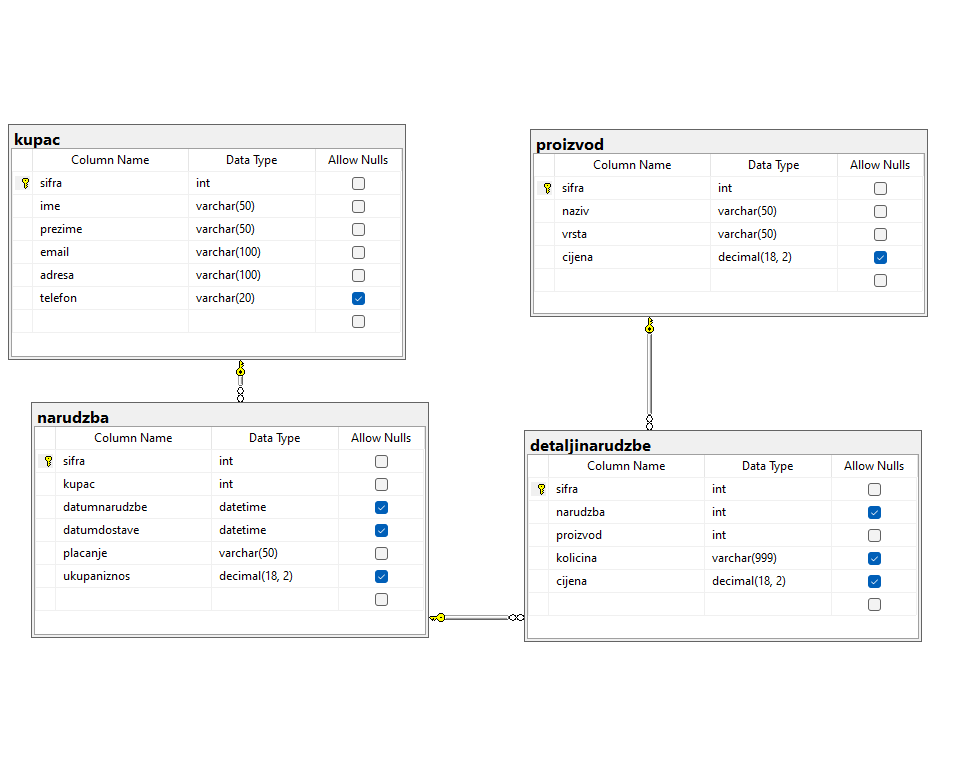 kupac
Column Name Data Type Allow Nulls
sifra int
ime varchar(50)
prezime varchar(50)
email varchar(100)
adresa varchar(100)
telefon varchar(20)
proizvod
Column Name Data Type Allow Nulls
sifra int
naziv varchar(50)
vrsta varchar(50)
cijena decimal(18, 2)
narudzba
Column Name Data Type Allow Nulls
sifra int
kupac int
datumnarudzbe datetime
datumdostave datetime
placanje varchar(50)
ukupaniznos decimal(18, 2)
detaljinarudzbe
Column Name Data Type Allow Nulls
sifra int
narudzba int
proizvod int
kolicina varchar(999)
cijena decimal(18, 2)